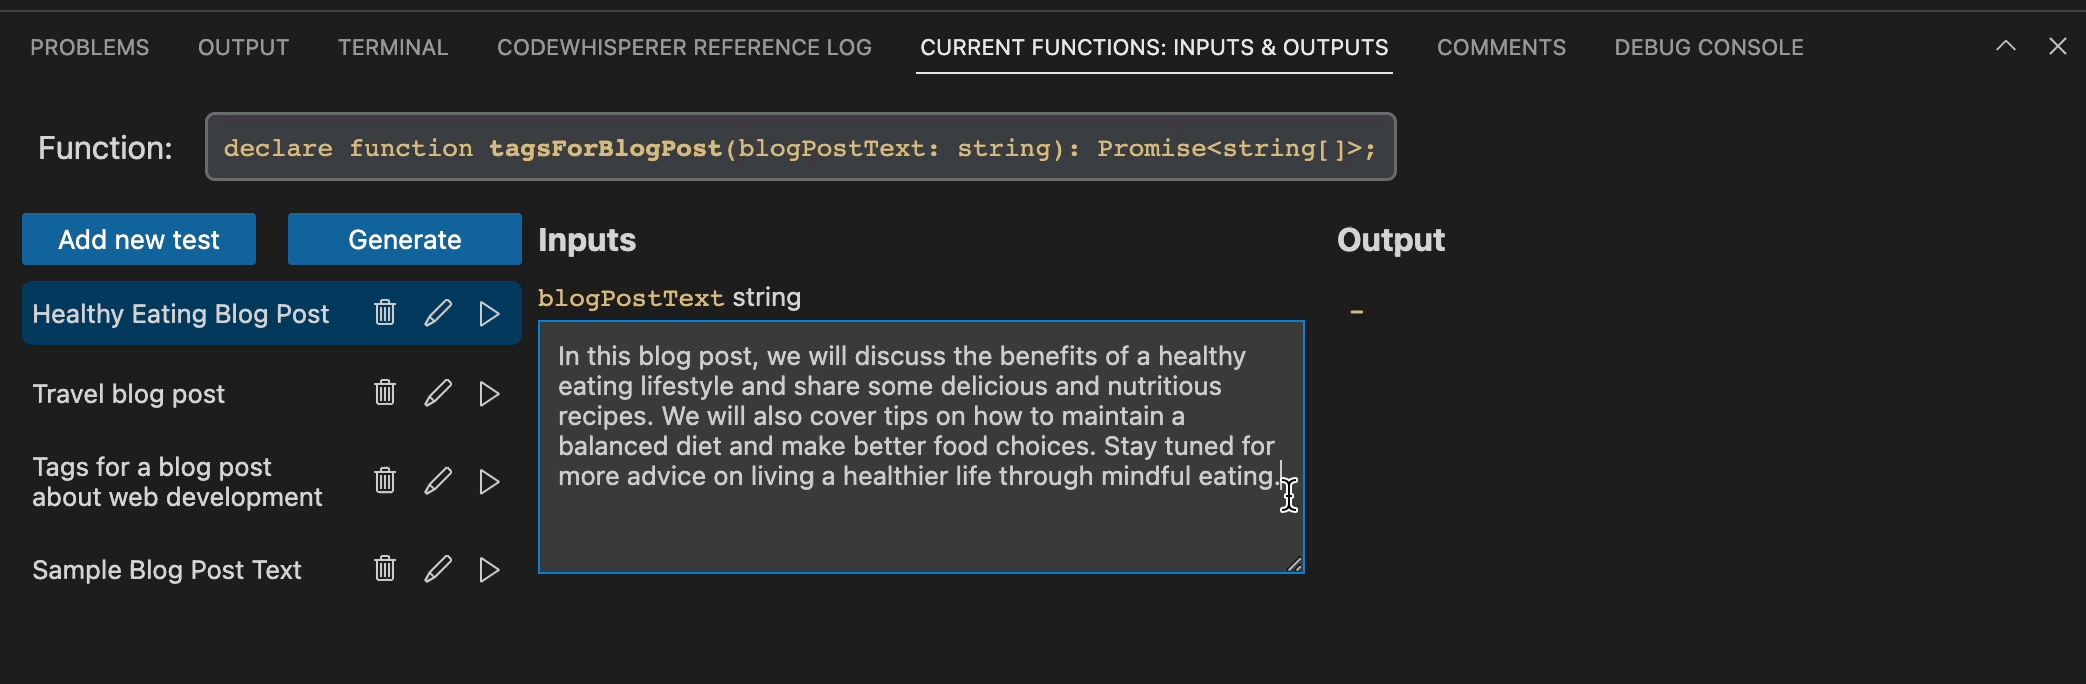 PROBLEMS OUTPUT TERMINAL CODEWHISPERER REFERENCE LOG CURRENT FUNCTIONS: INPUTS & OUTPUTS COMMENTS DEBUG CONSOLE
Function: declare function tagsForBlogPost(blogPostText: string): Promise<string[]>;
Add new test Generate
Healthy Eating Blog Post
Travel blog post
Tags for a blog post
about web development
Sample Blog Post Text
Inputs
blogPostText string
In this blog post, we will discuss the benefits of a healthy
eating lifestyle and share some delicious and nutritious
recipes. We will also cover tips on how to maintain a
balanced diet and make better food choices. Stay tuned for
more advice on living a healthier life through mindful eating.
Output
–